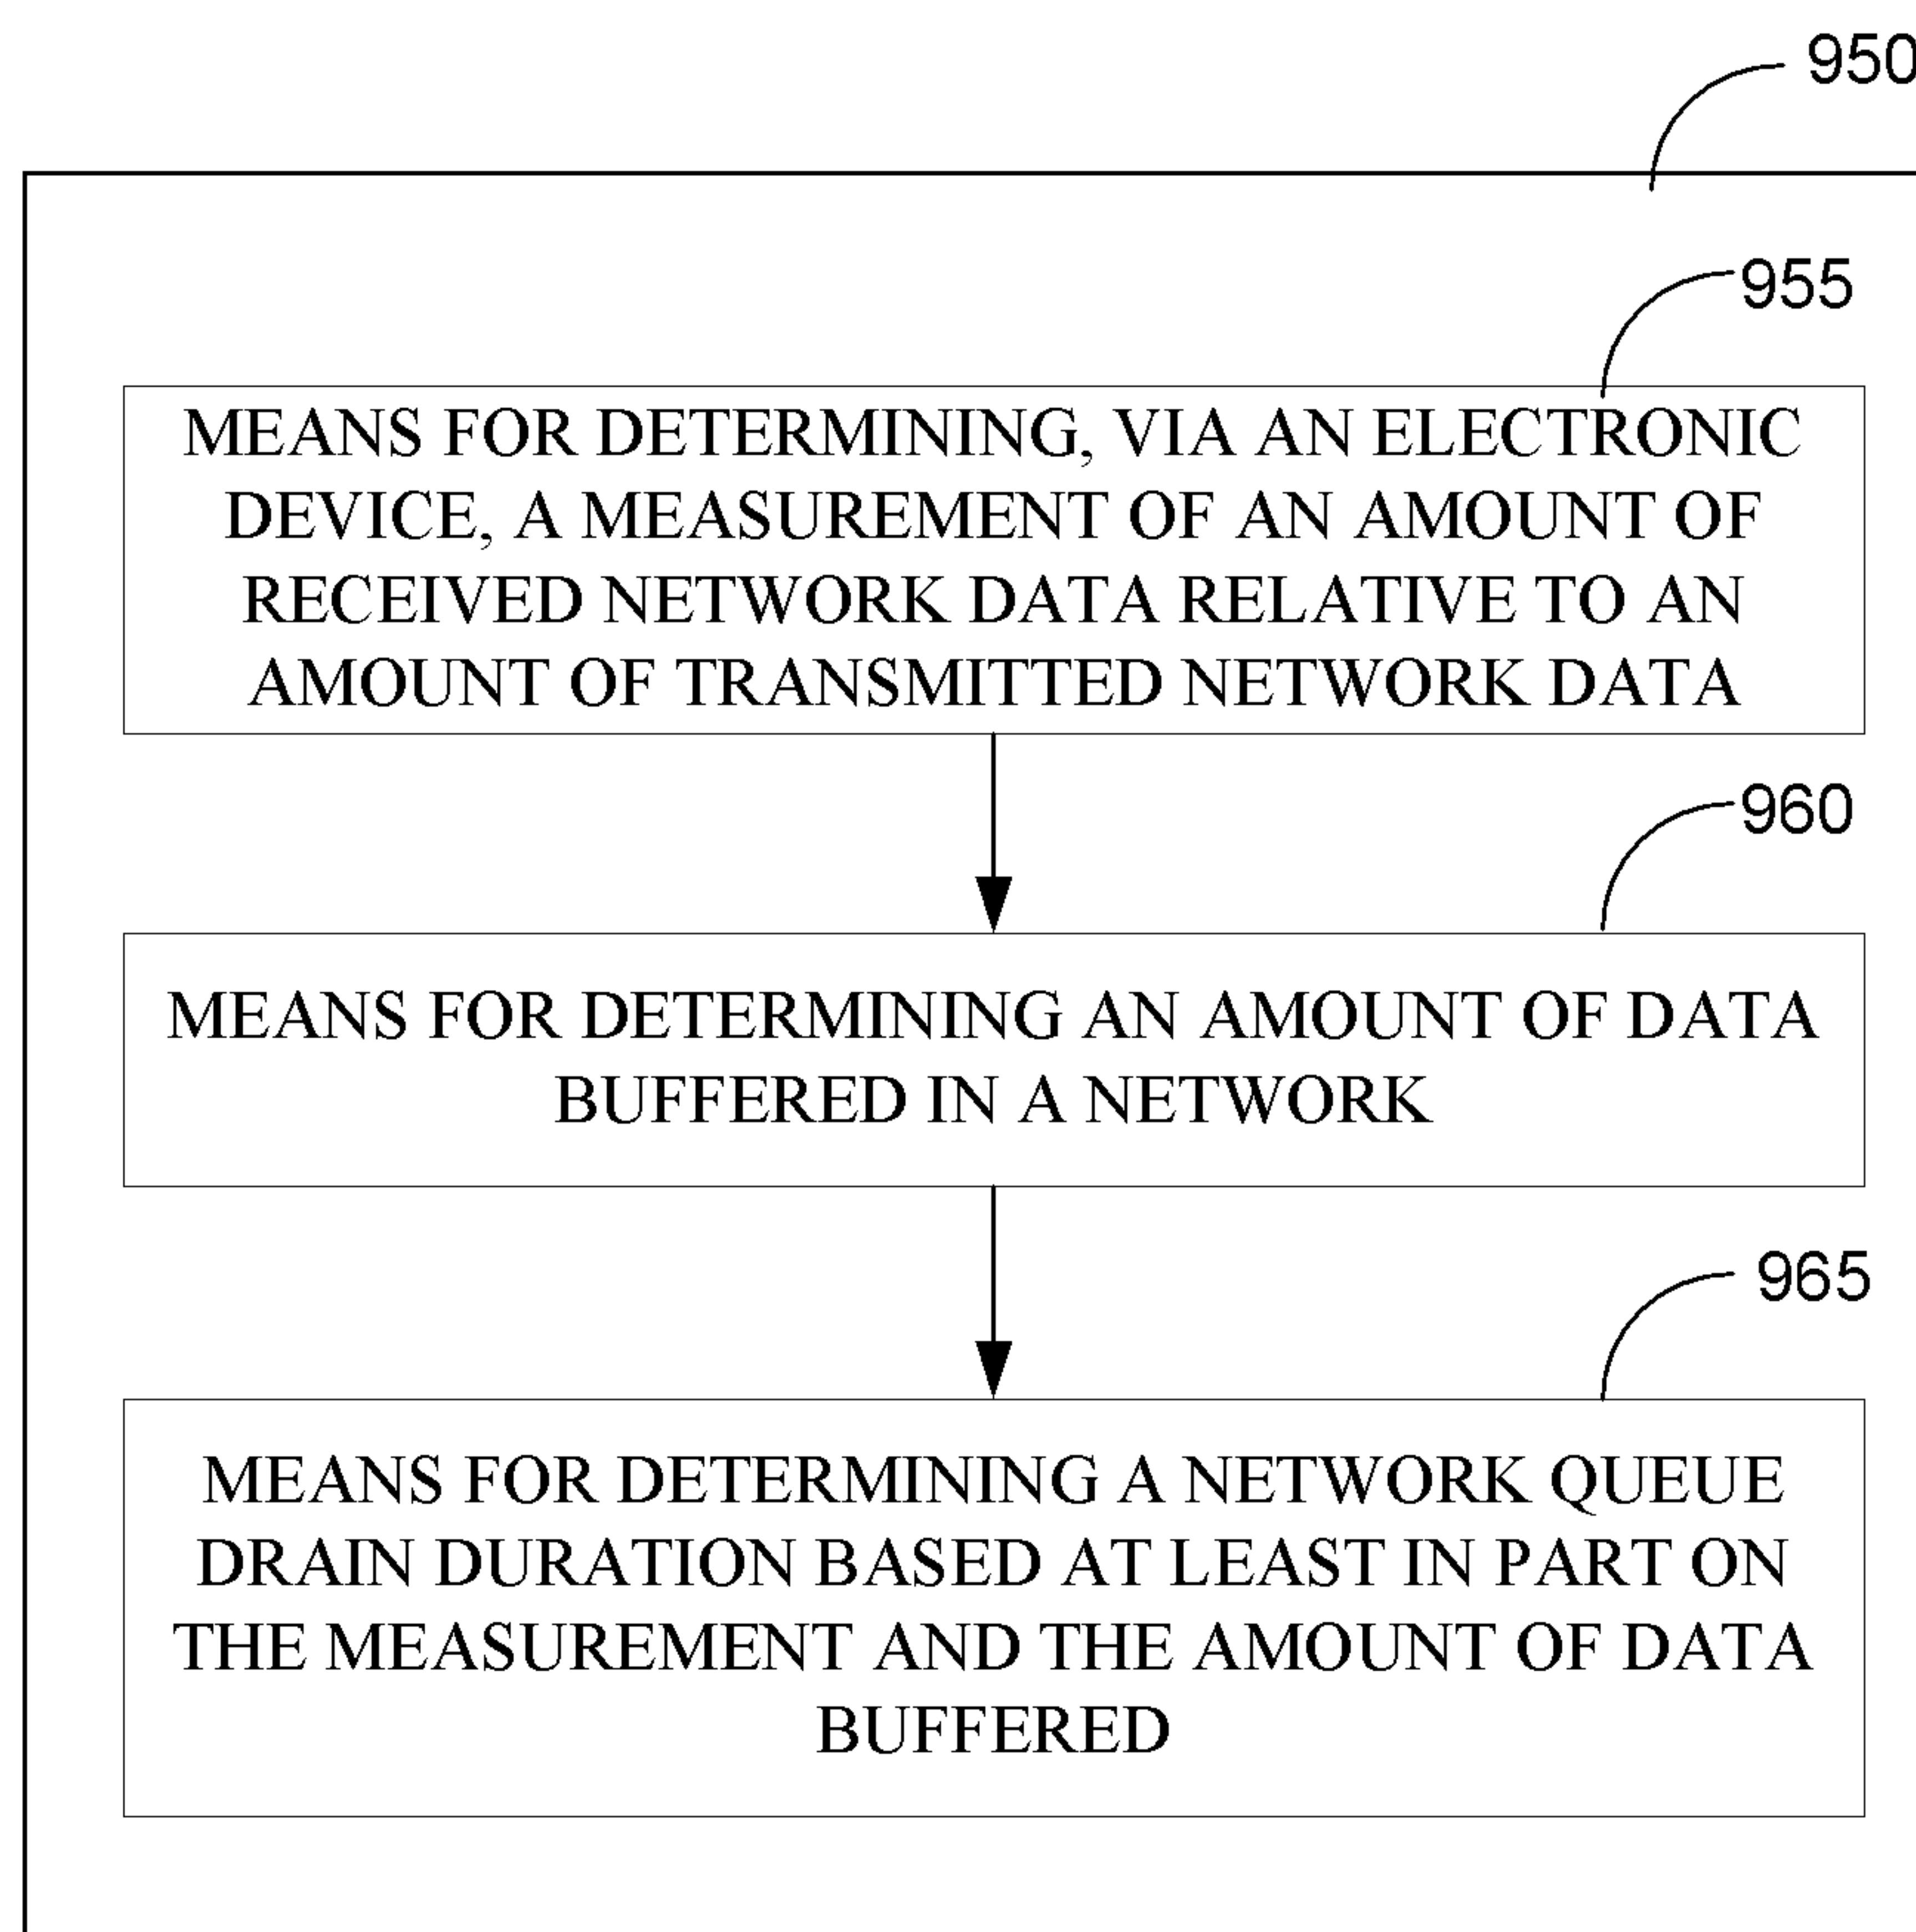 950
955
MEANS FOR DETERMINING, VIA AN ELECTRONIC
DEVICE, A MEASUREMENT OF AN AMOUNT OF
RECEIVED NETWORK DATA RELATIVE TO AN
AMOUNT OF TRANSMITTED NETWORK DATA
960
MEANS FOR DETERMINING AN AMOUNT OF DATA
BUFFERED IN A NETWORK
965
MEANS FOR DETERMINING A NETWORK QUEUE
DRAIN DURATION BASED AT LEAST IN PART ON
THE MEASUREMENT AND THE AMOUNT OF DATA
BUFFERED